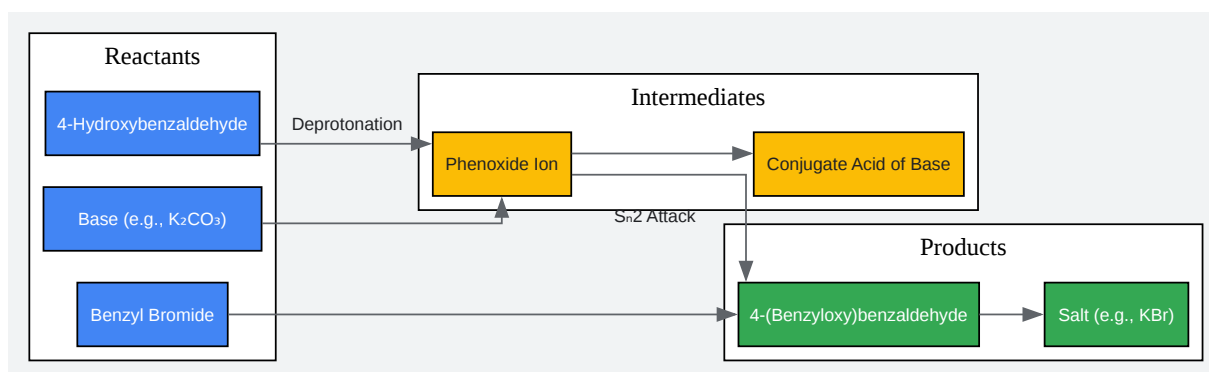 Reactants
4-Hydroxybenzaldehyde
Base (e.g., K₂CO₃)
Benzyl Bromide
Deprotonation
Intermediates
Phenoxide Ion
Conjugate Acid of Base
Sₙ2 Attack
Products
4-(Benzyloxy)benzaldehyde
Salt (e.g., KBr)